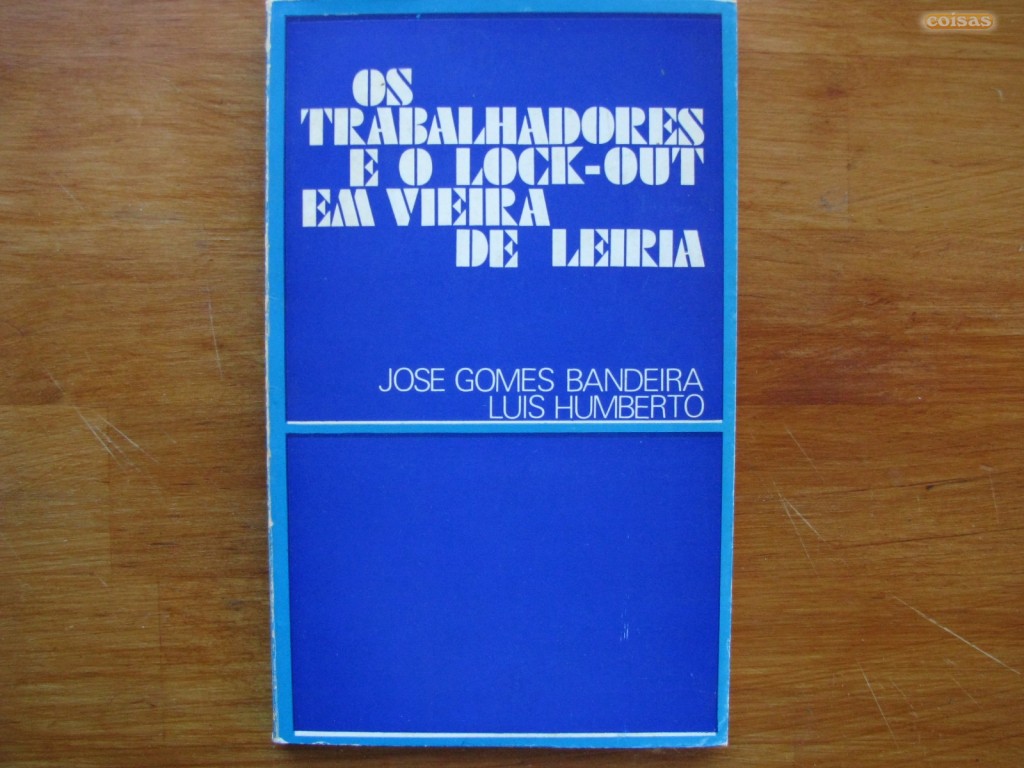 coisas
OS
TRABALHADORES
E O LOCK-OUT
EM VIEIRA
DE LEIRIA
JOSE GOMES BANDEIRA
LUIS HUMBERTO